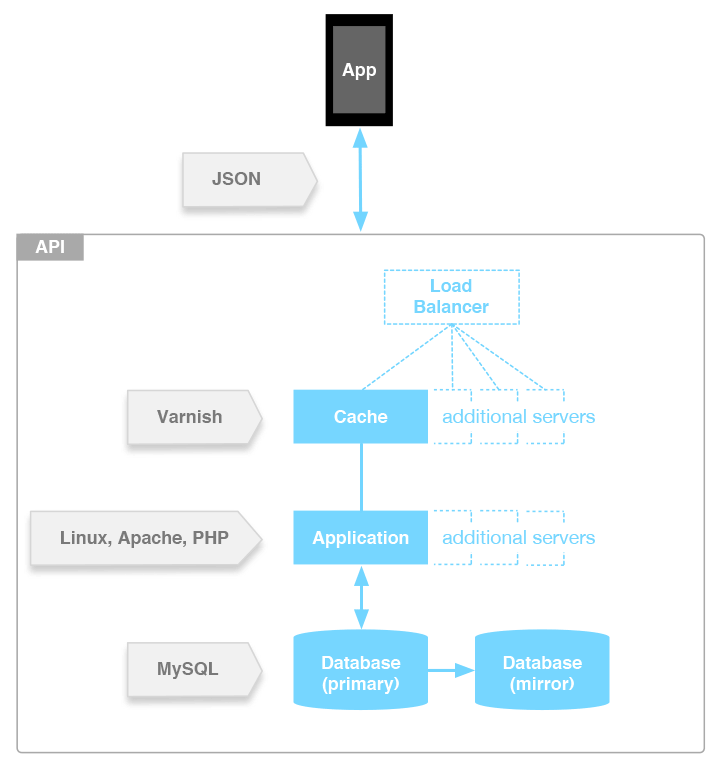 App
JSON
API
Load
Balancer
Varnish
Cache
additional servers
Linux, Apache, PHP
Application
additional servers
MySQL
Database
(primary)
Database
(mirror)